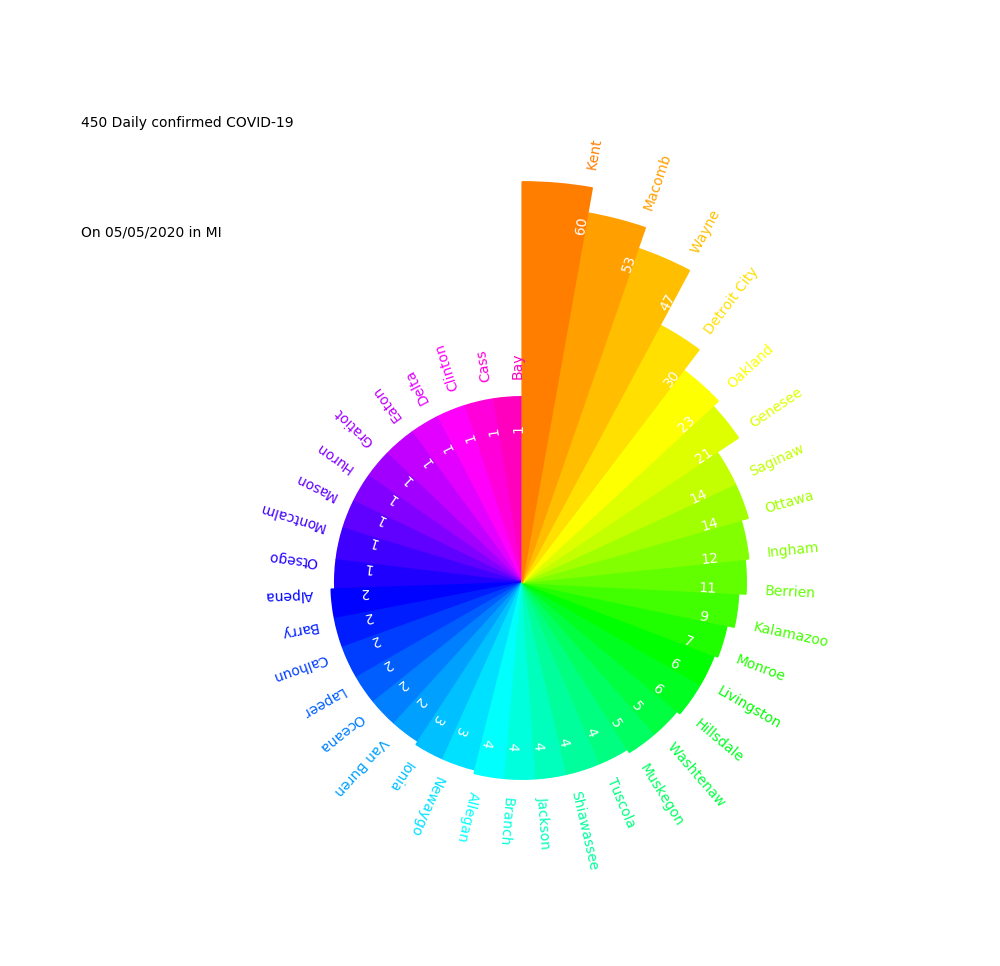 450 Daily confirmed COVID-19
On 05/05/2020 in MI
Kent
60
Macomb
53
Wayne
47
Detroit City
30
Oakland
23
Genesee
21
Saginaw
14
Ottawa
14
Ingham
12
Berrien
11
Kalamazoo
9
Monroe
7
Livingston
6
Hillsdale
6
Washtenaw
5
Muskegon
5
Tuscola
4
Shiawassee
4
Jackson
4
Branch
4
Allegan
4
Newaygo
3
Ionia
3
Van Buren
2
Oceana
2
Lapeer
2
Calhoun
2
Barry
2
Alpena
2
Otsego
1
Montcalm
1
Mason
1
Huron
1
Gratiot
1
Eaton
1
Delta
1
Clinton
1
Cass
1
Bay
1